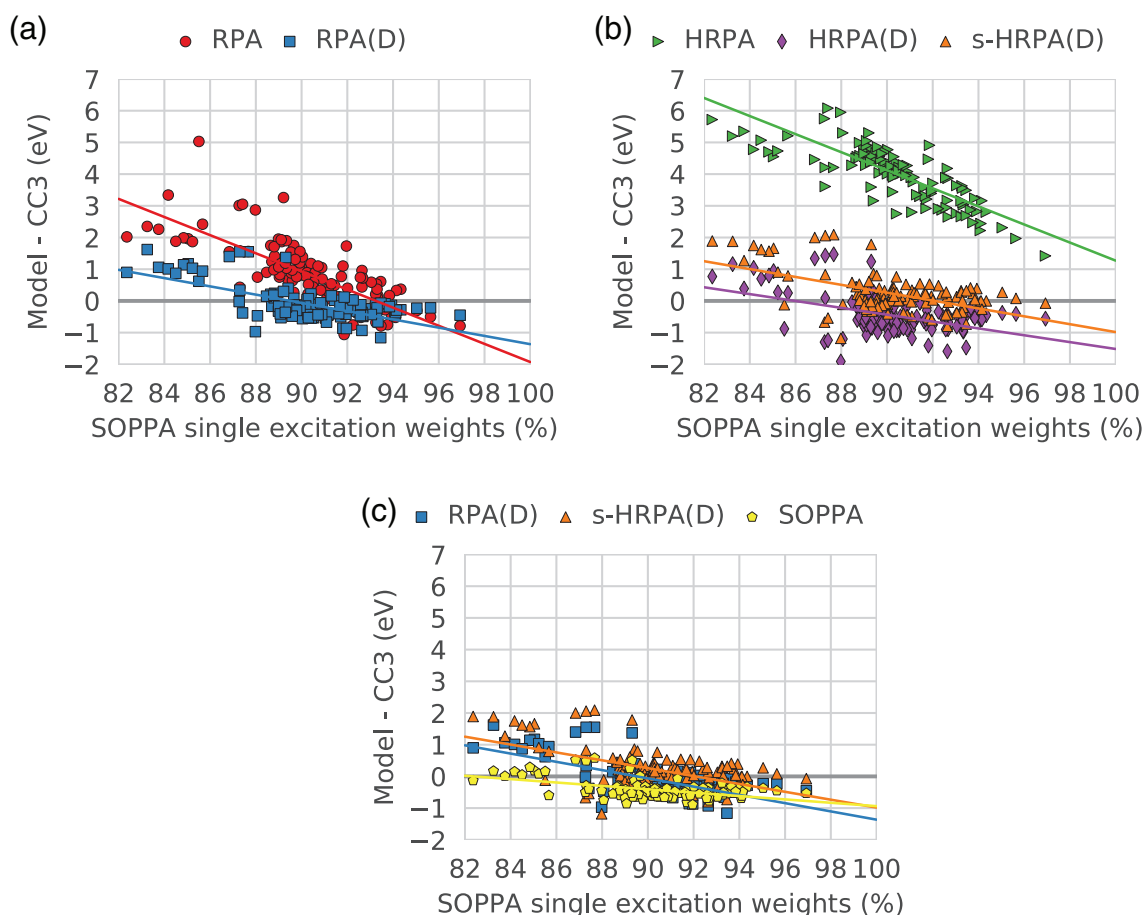 (a)
RPA RPA(D)
7
6
5
4
3
2
1
0
−1
−2
Model - CC3 (eV)
82 84 86 88 90 92 94 96 98 100
SOPPA single excitation weights (%)
(b)
HRPA HRPA(D) s-HRPA(D)
7
6
5
4
3
2
1
0
−1
−2
Model - CC3 (eV)
82 84 86 88 90 92 94 96 98 100
SOPPA single excitation weights (%)
(c)
RPA(D) s-HRPA(D) SOPPA
7
6
5
4
3
2
1
0
−1
−2
Model - CC3 (eV)
82 84 86 88 90 92 94 96 98 100
SOPPA single excitation weights (%)